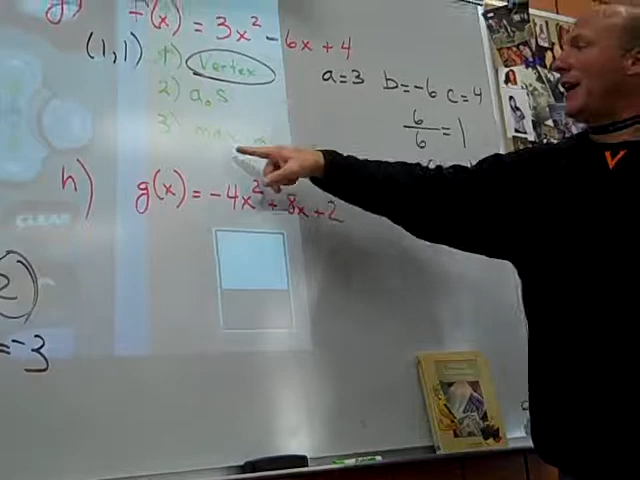 g) f(x) = 3x² - 6x + 4
(1,1) 1) Vertex a=3 b=-6 c=4
2) a.o.s
3) max 6/6 = 1
h) g(x) = -4x² + 8x + 2
CLEAR
2
=-3